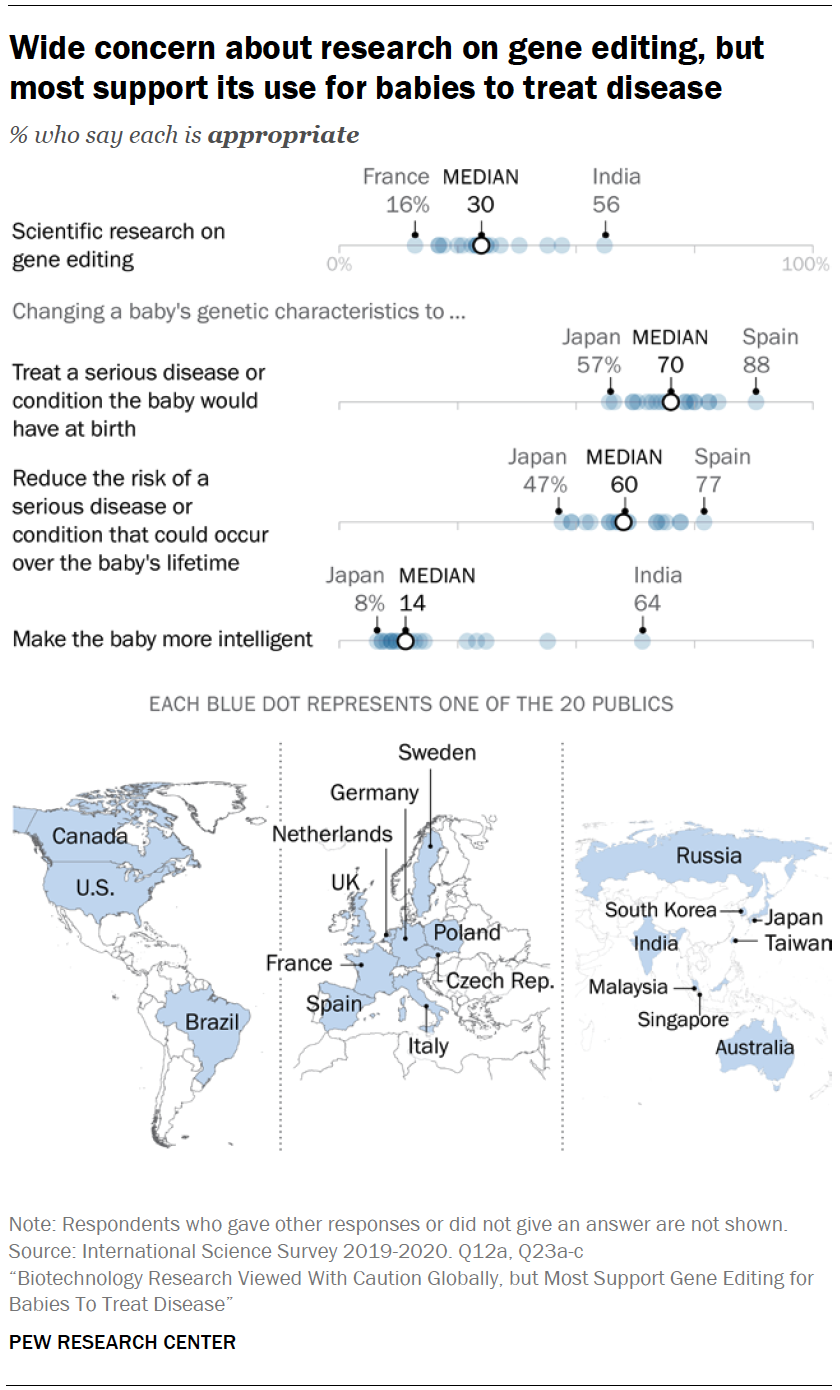 Wide concern about research on gene editing, but
most support its use for babies to treat disease
% who say each is appropriate
France MEDIAN India
16% 30 56
Scientific research on
gene editing
0% 100%
Changing a baby's genetic characteristics to ...
Japan MEDIAN Spain
57% 70 88
Treat a serious disease or
condition the baby would
have at birth
Japan MEDIAN Spain
47% 60 77
Reduce the risk of a
serious disease or
condition that could occur
over the baby's lifetime
Japan MEDIAN India
8% 14 64
Make the baby more intelligent
EACH BLUE DOT REPRESENTS ONE OF THE 20 PUBLICS
Canada
U.S.
Brazil
Sweden
Germany
Netherlands
UK
Poland
France
Czech Rep.
Spain
Italy
Russia
South Korea
Japan
India
Taiwan
Malaysia
Singapore
Australia
Note: Respondents who gave other responses or did not give an answer are not shown.
Source: International Science Survey 2019-2020. Q12a, Q23a-c
“Biotechnology Research Viewed With Caution Globally, but Most Support Gene Editing for
Babies To Treat Disease”
PEW RESEARCH CENTER